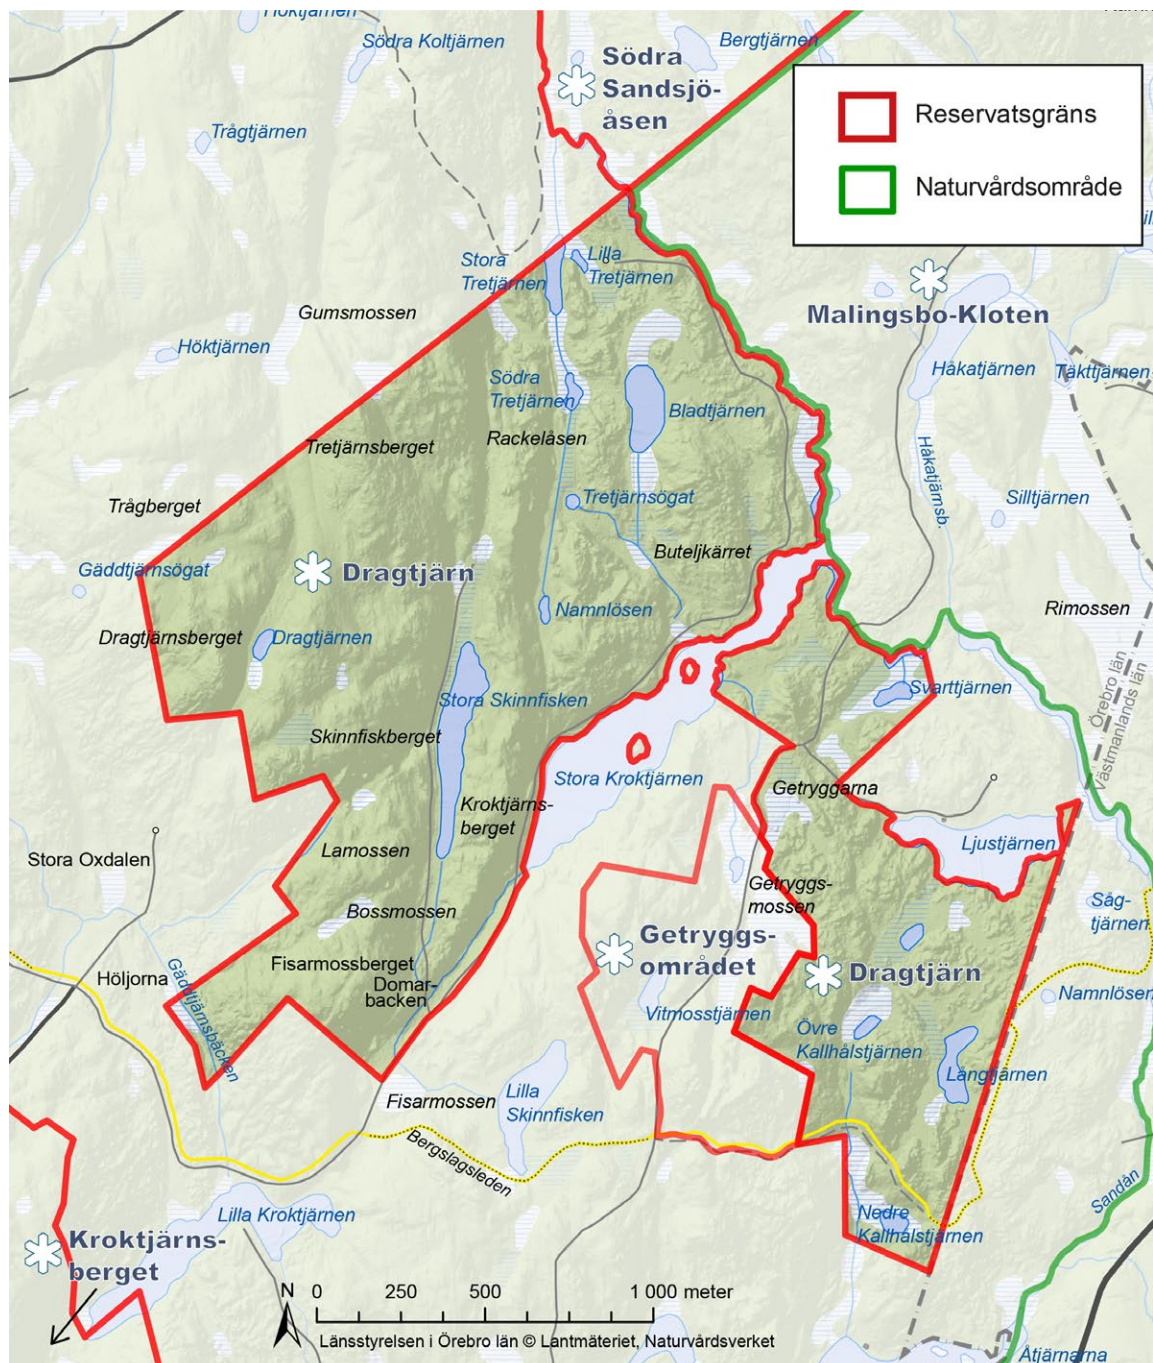 Höktjärnen
Södra Koltjärnen
Bergtjärnen
Södra
Sandsjö-
åsen
Reservatsgräns
Naturvårdsområde
Trågtjärnen
Stora
Tretjärnen
Lilla
Tretjärnen
Malingsbo-Kloten
Gumsmossen
Höktjärnen
Håkatjärnen
Täkttjärnen
Södra
Tretjärnen
Bladtjärnen
Tretjärnsberget
Rackelåsen
Håkatjärnsb.
Trågberget
Tretjärnsögat
Silltjärnen
Buteljkärret
Gäddtjärnsögat
Dragtjärn
Namnlösen
Rimossen
Dragtjärnsberget
Dragtjärnen
Örebro län
Västmanlands län
Stora Skinnfisken
Svarttjärnen
Skinnfiskberget
Stora Kroktjärnen
Getryggarna
Kroktjärns-
berget
Ljustjärnen
Lamossen
Stora Oxdalen
Getryggs-
mossen
Såg-
tjärnen
Bossmossen
Getryggs-
området
Fisarmossberget
Dragtjärn
Höljorna
Gäddtjärnsbäcken
Domar-
backen
Namnlösen
Vitmosstjärnen
Övre
Kallhålstjärnen
Långtjärnen
Fisarmossen
Lilla
Skinnfisken
Bergslagsleden
Sandån
Lilla Kroktjärnen
Nedre
Kallhålstjärnen
Kroktjärns-
berget
N
0 250 500 1 000 meter
Länsstyrelsen i Örebro län © Lantmäteriet, Naturvårdsverket
Åtjärnarna